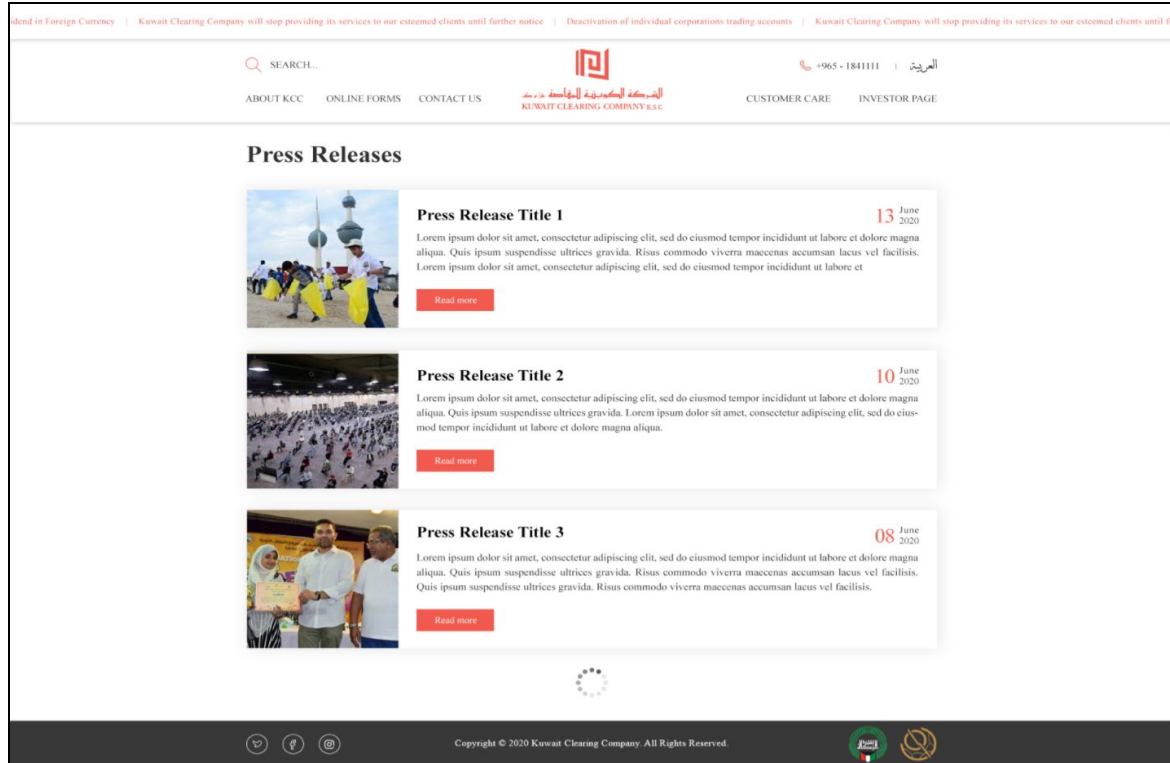 idend in Foreign Currency | Kuwait Clearing Company will stop providing its services to our esteemed clients until further notice | Deactivation of individual corporations trading accounts | Kuwait Clearing Company will stop providing its services to our esteemed clients until f
SEARCH...
+965 - 1841111 | العربية
ABOUT KCC ONLINE FORMS CONTACT US
الشركة الكويتية للمقاصة
KUWAIT CLEARING COMPANY K.S.C
CUSTOMER CARE INVESTOR PAGE
Press Releases
Press Release Title 1
13 June 2020
Lorem ipsum dolor sit amet, consectetur adipiscing elit, sed do eiusmod tempor incididunt ut labore et dolore magna
aliqua. Quis ipsum suspendisse ultrices gravida. Risus commodo viverra maecenas accumsan lacus vel facilisis.
Lorem ipsum dolor sit amet, consectetur adipiscing elit, sed do eiusmod tempor incididunt ut labore et
Read more
Press Release Title 2
10 June 2020
Lorem ipsum dolor sit amet, consectetur adipiscing elit, sed do eiusmod tempor incididunt ut labore et dolore magna
aliqua. Quis ipsum suspendisse ultrices gravida. Lorem ipsum dolor sit amet, consectetur adipiscing elit, sed do eius-
mod tempor incididunt ut labore et dolore magna aliqua.
Read more
Press Release Title 3
08 June 2020
Lorem ipsum dolor sit amet, consectetur adipiscing elit, sed do eiusmod tempor incididunt ut labore et dolore magna
aliqua. Quis ipsum suspendisse ultrices gravida. Risus commodo viverra maecenas accumsan lacus vel facilisis.
Quis ipsum suspendisse ultrices gravida. Risus commodo viverra maecenas accumsan lacus vel facilisis.
Read more
Copyright © 2020 Kuwait Clearing Company. All Rights Reserved.